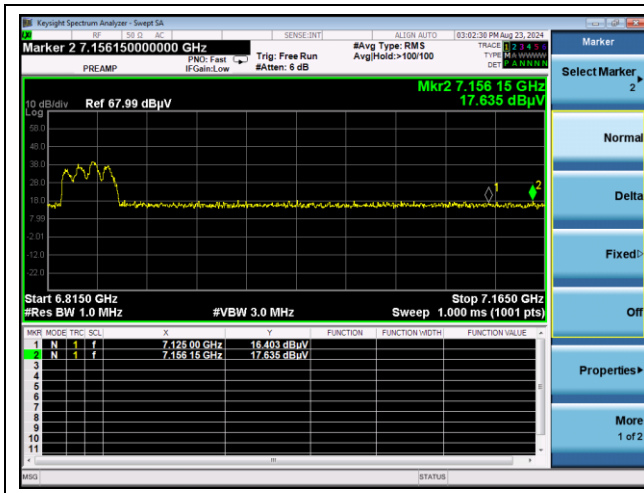 Keysight Spectrum Analyzer - Swept SA
RF 50 Ω AC SENSE:INT ALIGN AUTO 03:02:30 PM Aug 23, 2024
Marker 2 7.156150000000 GHz
PREAMP
PNO: Fast
IFGain:Low
Trig: Free Run
#Atten: 6 dB
#Avg Type: RMS
Avg|Hold:>100/100
TRACE 1 2 3 4 5 6
TYPE M A W W W W
DET P A N N N N
Mkr2 7.156 15 GHz
17.635 dBµV
10 dB/div Ref 67.99 dBµV
Log
58.0
48.0
38.0
28.0
18.0
7.99
-2.01
-12.0
-22.0
1
2
Start 6.8150 GHz Stop 7.1650 GHz
#Res BW 1.0 MHz #VBW 3.0 MHz Sweep 1.000 ms (1001 pts)
MKR MODE TRC SCL X Y FUNCTION FUNCTION WIDTH FUNCTION VALUE
1 N 1 f 7.125 00 GHz 16.403 dBµV
2 N 1 f 7.156 15 GHz 17.635 dBµV
3
4
5
6
7
8
9
10
11
MSG STATUS
Marker
Select Marker
2
Normal
Delta
Fixed
Off
Properties
More
1 of 2